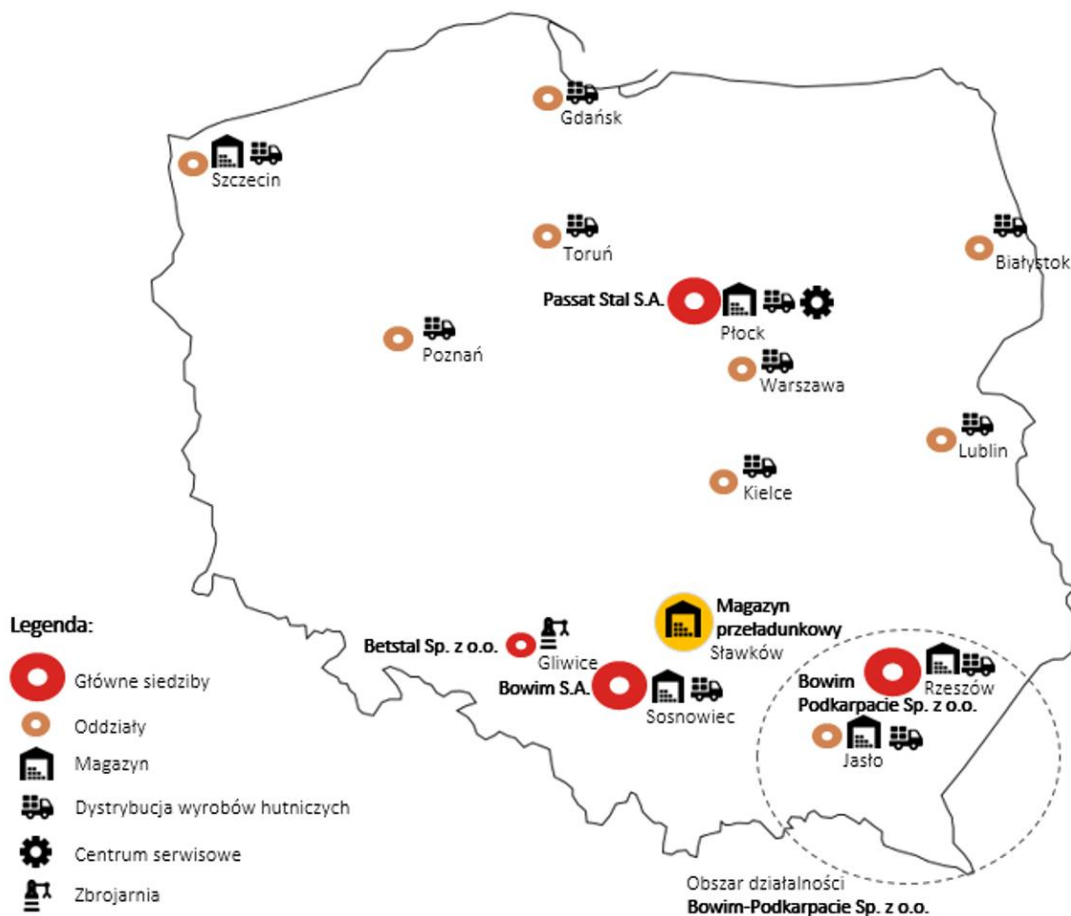 Gdańsk
Szczecin
Toruń
Białystok
Passat Stal S.A.
Płock
Poznań
Warszawa
Lublin
Kielce
Magazyn
przeładunkowy
Sławków
Betstal Sp. z o.o.
Gliwice
Bowim S.A.
Sosnowiec
Bowim
Podkarpacie Sp. z o.o.
Rzeszów
Jasło
Legenda:
Główne siedziby
Oddziały
Magazyn
Dystrybucja wyrobów hutniczych
Centrum serwisowe
Zbrojarnia
Obszar działalności
Bowim-Podkarpacie Sp. z o.o.